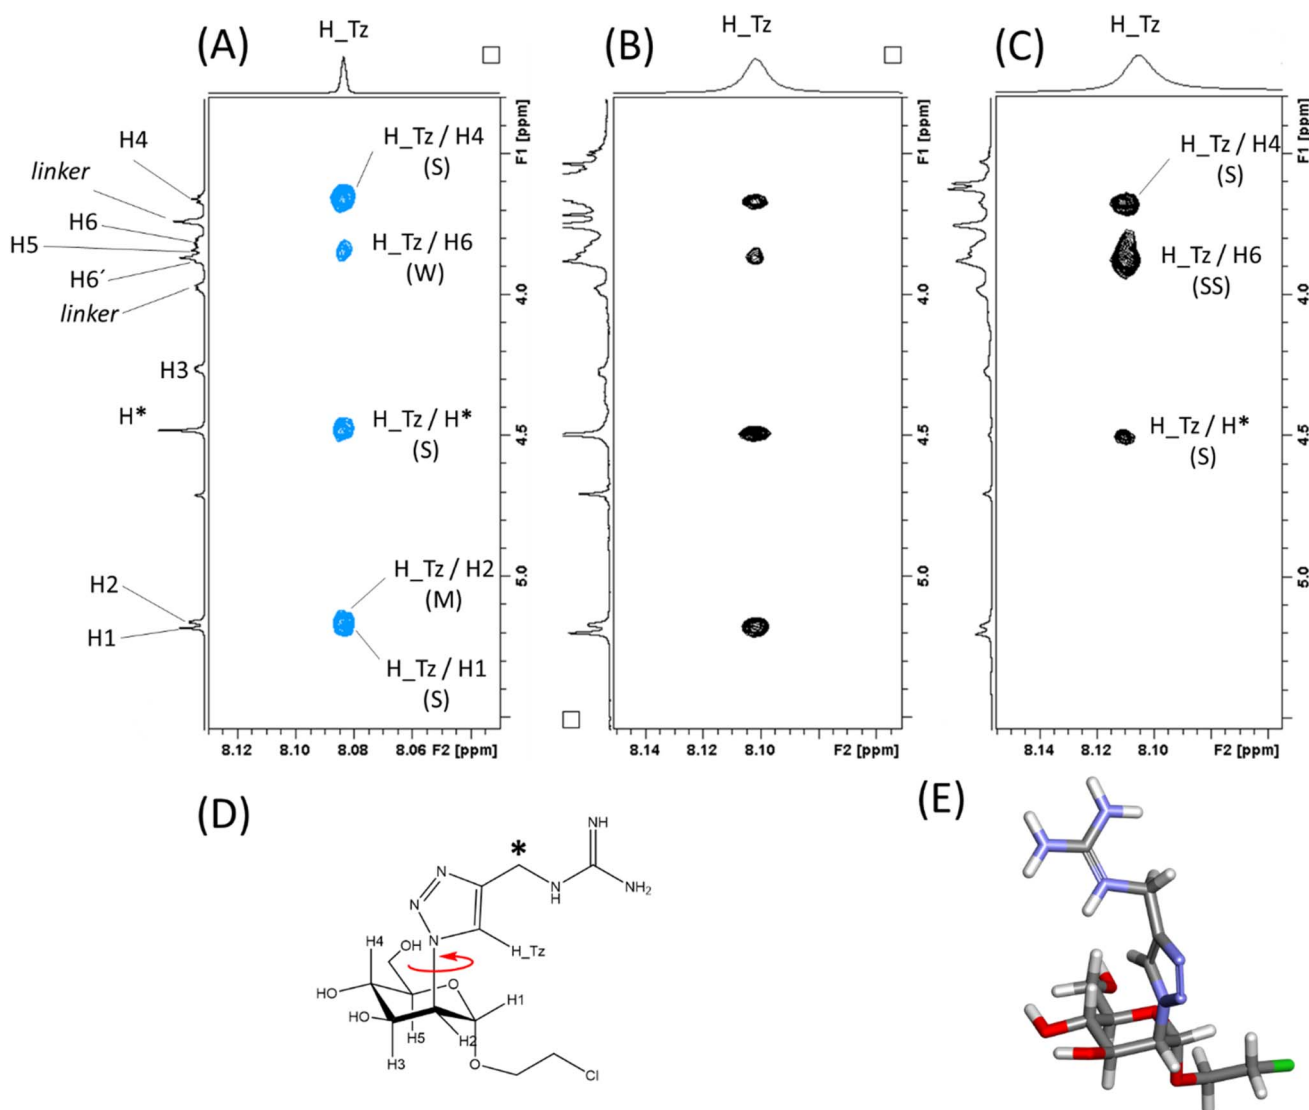 (A)
H_Tz
(B)
H_Tz
(C)
H_Tz
H4
linker
H6
H5
H6´
linker
H3
H*
H2
H1
H_Tz / H4
(S)
H_Tz / H6
(W)
H_Tz / H*
(S)
H_Tz / H2
(M)
H_Tz / H1
(S)
F1 [ppm]
4.0
4.5
5.0
8.12 8.10 8.08 8.06 F2 [ppm]
F1 [ppm]
4.0
4.5
5.0
8.14 8.12 8.10 F2 [ppm]
H_Tz / H4
(S)
H_Tz / H6
(SS)
H_Tz / H*
(S)
F1 [ppm]
4.0
4.5
5.0
8.14 8.12 8.10 F2 [ppm]
(D)
*
NH
N
N
N
N
H
NH2
H_Tz
H4
OH
HO
HO
O
H1
H5
H2
H3
O
Cl
(E)